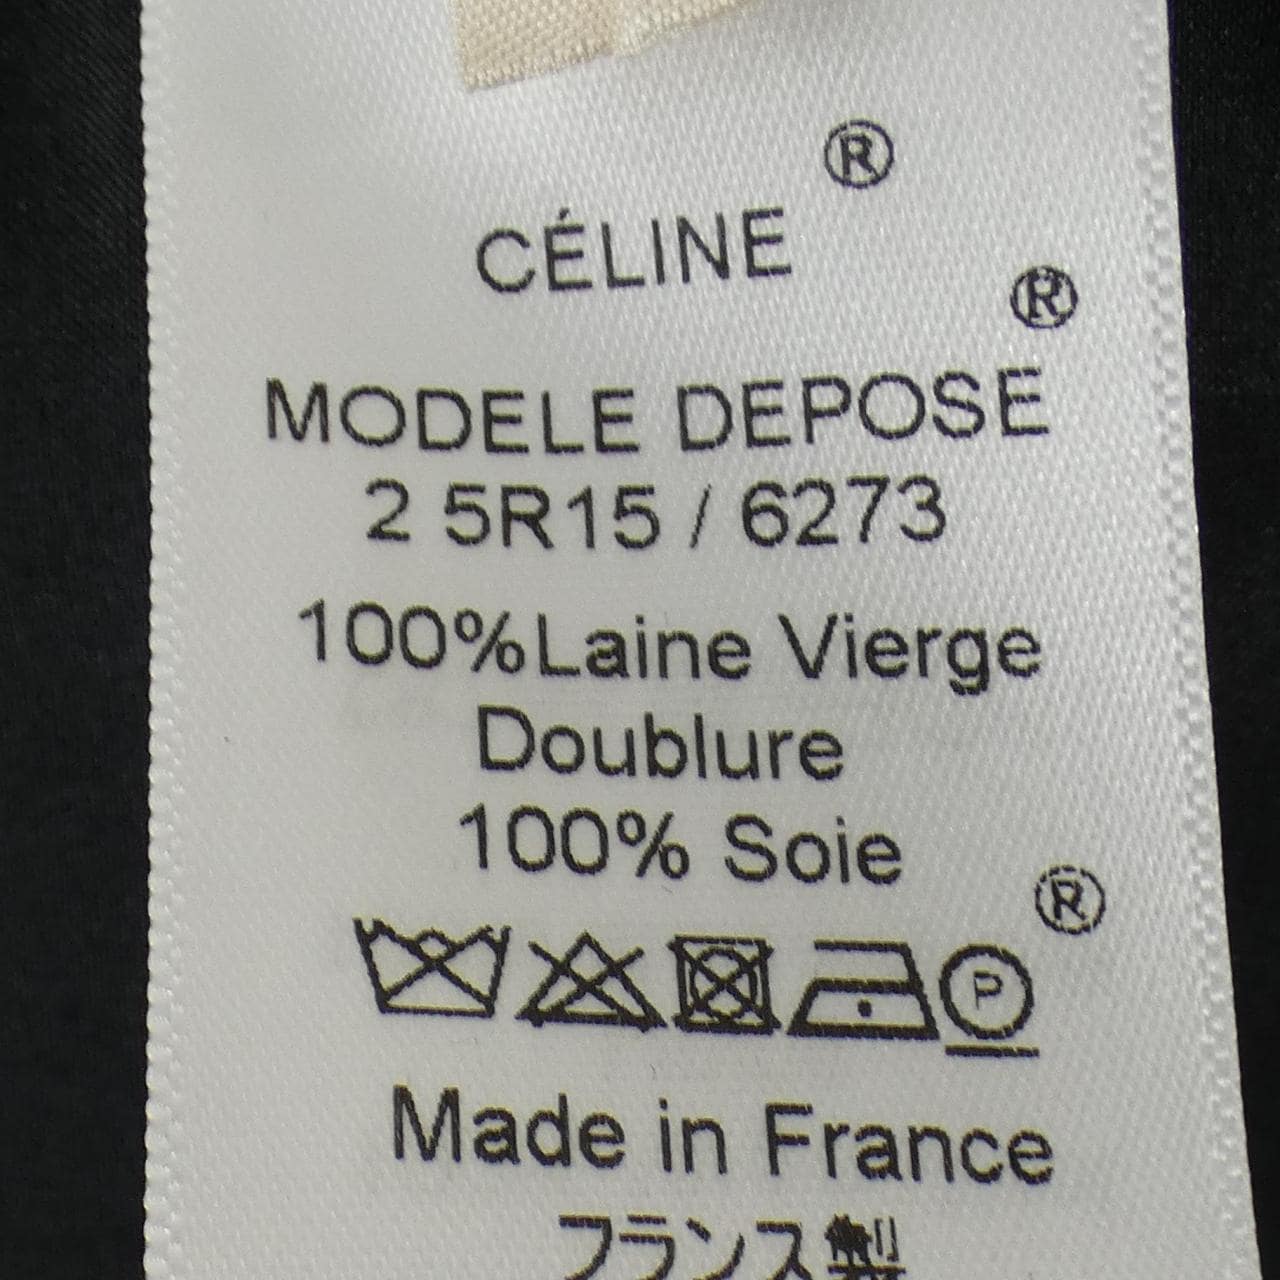 ®
CÉLINE
®
MODELE DEPOSE
2 5R15 / 6273
100%Laine Vierge
Doublure
100% Soie
®
P
Made in France
フランス製